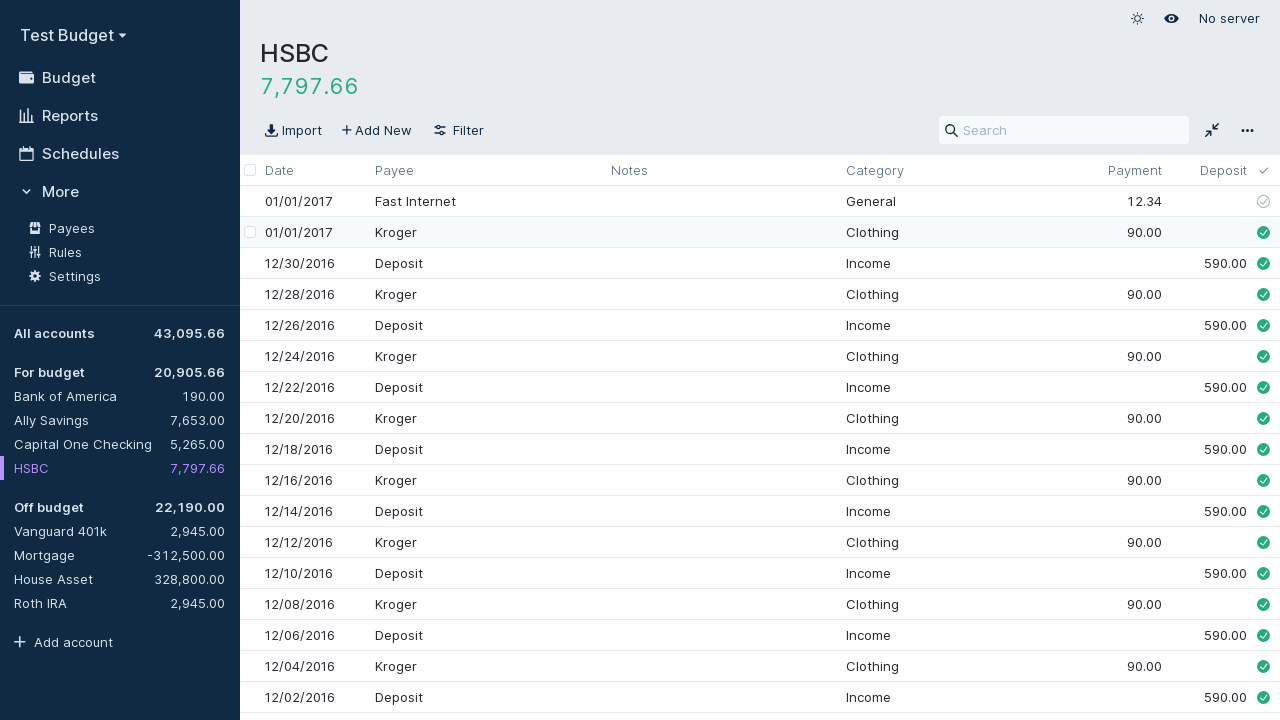 Test Budget
Budget
Reports
Schedules
More
Payees
Rules
Settings
All accounts 43,095.66
For budget 20,905.66
Bank of America 190.00
Ally Savings 7,653.00
Capital One Checking 5,265.00
HSBC 7,797.66
Off budget 22,190.00
Vanguard 401k 2,945.00
Mortgage -312,500.00
House Asset 328,800.00
Roth IRA 2,945.00
Add account
No server
HSBC
7,797.66
Import Add New Filter Search
Date Payee Notes Category Payment Deposit
01/01/2017 Fast Internet General 12.34
01/01/2017 Kroger Clothing 90.00
12/30/2016 Deposit Income 590.00
12/28/2016 Kroger Clothing 90.00
12/26/2016 Deposit Income 590.00
12/24/2016 Kroger Clothing 90.00
12/22/2016 Deposit Income 590.00
12/20/2016 Kroger Clothing 90.00
12/18/2016 Deposit Income 590.00
12/16/2016 Kroger Clothing 90.00
12/14/2016 Deposit Income 590.00
12/12/2016 Kroger Clothing 90.00
12/10/2016 Deposit Income 590.00
12/08/2016 Kroger Clothing 90.00
12/06/2016 Deposit Income 590.00
12/04/2016 Kroger Clothing 90.00
12/02/2016 Deposit Income 590.00